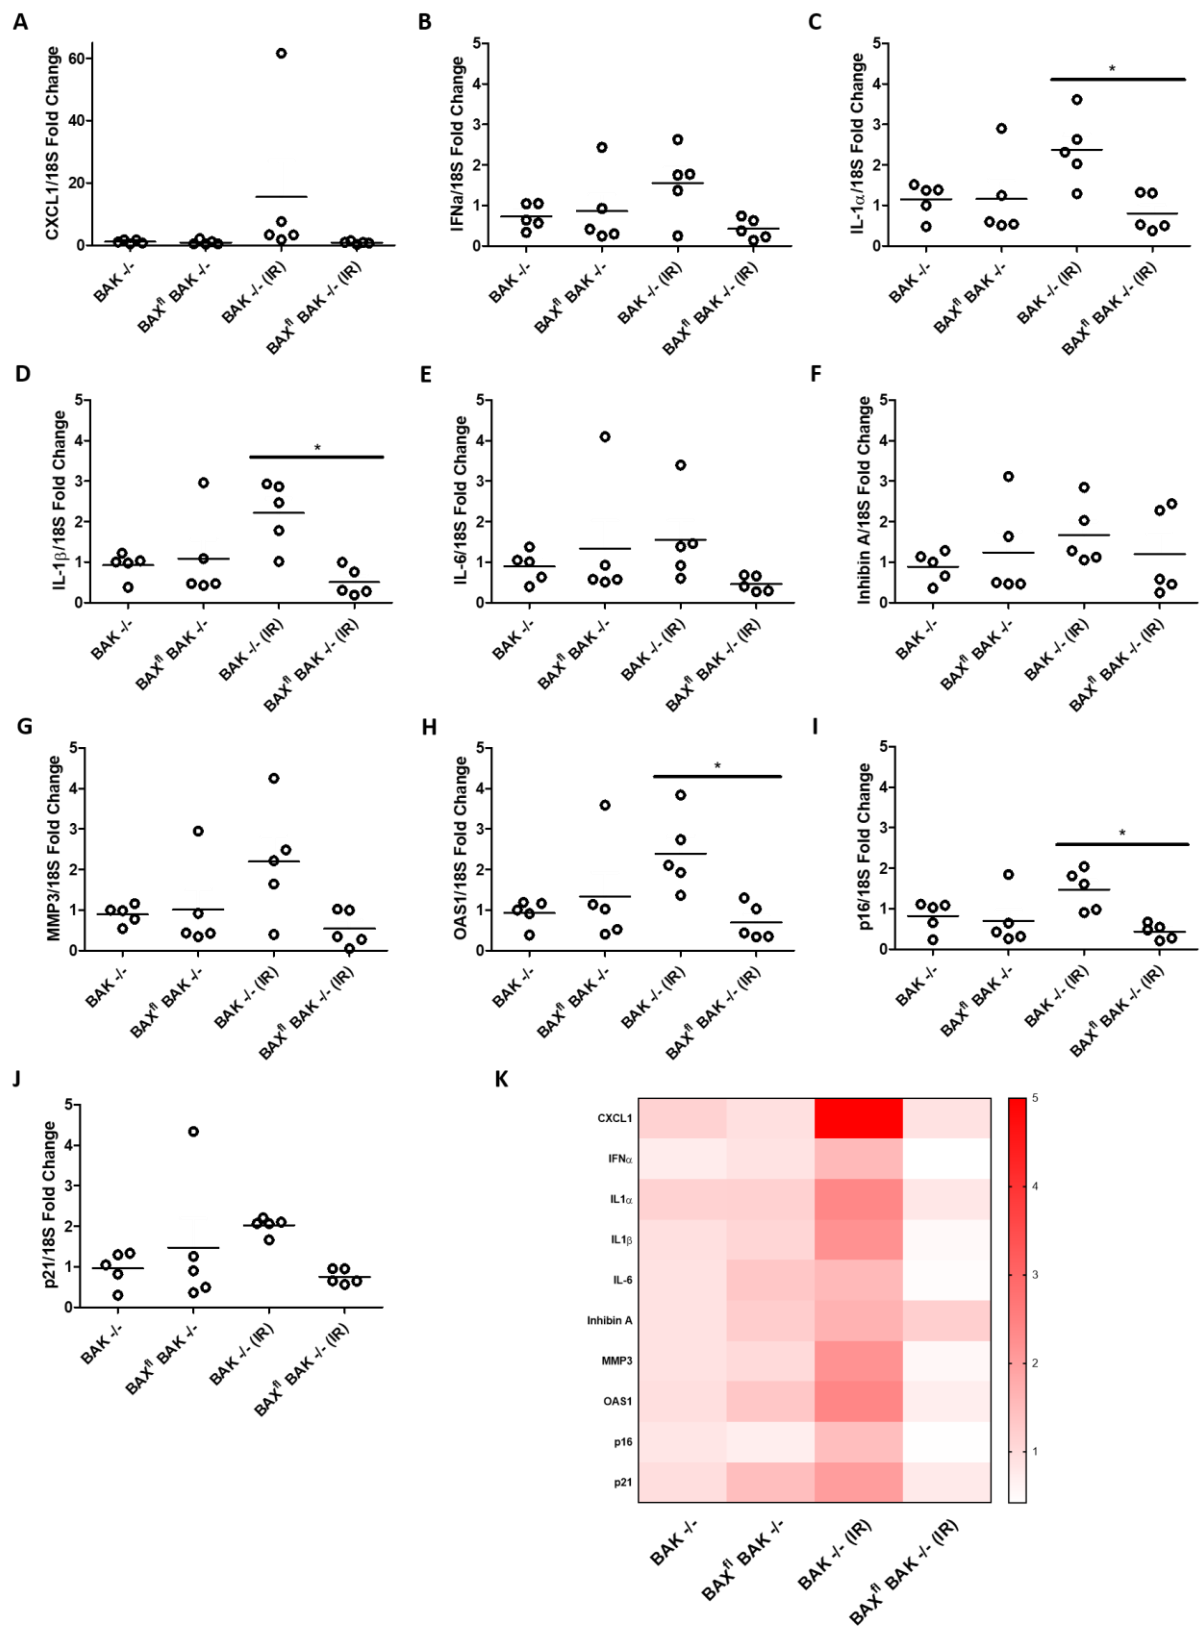 A
CXCL1/18S Fold Change
60
40
20
0
BAK -/-
BAXfl BAK -/-
BAK -/- (IR)
BAXfl BAK -/- (IR)
B
IFNa/18S Fold Change
5
4
3
2
1
0
BAK -/-
BAXfl BAK -/-
BAK -/- (IR)
BAXfl BAK -/- (IR)
C
IL-1α/18S Fold Change
5
4
3
2
1
0
*
BAK -/-
BAXfl BAK -/-
BAK -/- (IR)
BAXfl BAK -/- (IR)
D
IL-1β/18S Fold Change
5
4
3
2
1
0
*
BAK -/-
BAXfl BAK -/-
BAK -/- (IR)
BAXfl BAK -/- (IR)
E
IL-6/18S Fold Change
5
4
3
2
1
0
BAK -/-
BAXfl BAK -/-
BAK -/- (IR)
BAXfl BAK -/- (IR)
F
Inhibin A/18S Fold Change
5
4
3
2
1
0
BAK -/-
BAXfl BAK -/-
BAK -/- (IR)
BAXfl BAK -/- (IR)
G
MMP3/18S Fold Change
5
4
3
2
1
0
BAK -/-
BAXfl BAK -/-
BAK -/- (IR)
BAXfl BAK -/- (IR)
H
OAS1/18S Fold Change
5
4
3
2
1
0
*
BAK -/-
BAXfl BAK -/-
BAK -/- (IR)
BAXfl BAK -/- (IR)
I
p16/18S Fold Change
5
4
3
2
1
0
*
BAK -/-
BAXfl BAK -/-
BAK -/- (IR)
BAXfl BAK -/- (IR)
J
p21/18S Fold Change
5
4
3
2
1
0
BAK -/-
BAXfl BAK -/-
BAK -/- (IR)
BAXfl BAK -/- (IR)
K
CXCL1
IFNα
IL1α
IL1β
IL-6
Inhibin A
MMP3
OAS1
p16
p21
5
4
3
2
1
BAK -/-
BAXfl BAK -/-
BAK -/- (IR)
BAXfl BAK -/- (IR)